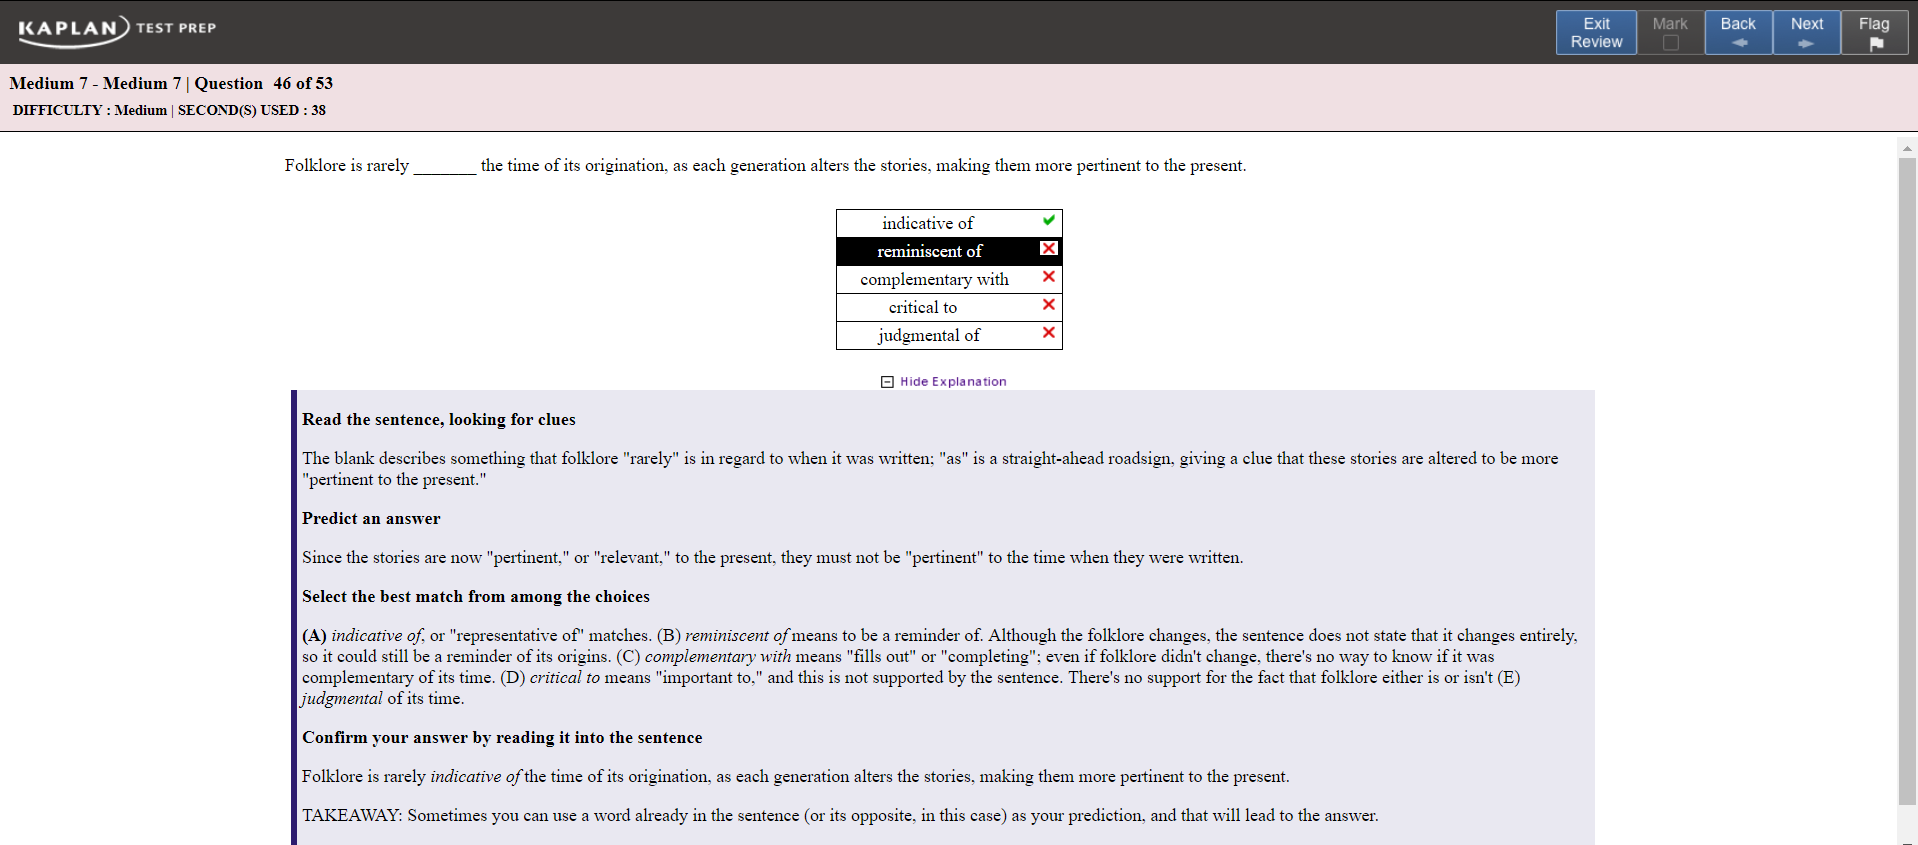 KAPLAN TEST PREP
Exit Review
Mark
Back
Next
Flag
Medium 7 - Medium 7 | Question 46 of 53
DIFFICULTY : Medium | SECOND(S) USED : 38
Folklore is rarely _______ the time of its origination, as each generation alters the stories, making them more pertinent to the present.
indicative of
reminiscent of
complementary with
critical to
judgmental of
Hide Explanation
Read the sentence, looking for clues
The blank describes something that folklore "rarely" is in regard to when it was written; "as" is a straight-ahead roadsign, giving a clue that these stories are altered to be more
"pertinent to the present."
Predict an answer
Since the stories are now "pertinent," or "relevant," to the present, they must not be "pertinent" to the time when they were written.
Select the best match from among the choices
(A) indicative of, or "representative of" matches. (B) reminiscent of means to be a reminder of. Although the folklore changes, the sentence does not state that it changes entirely,
so it could still be a reminder of its origins. (C) complementary with means "fills out" or "completing"; even if folklore didn't change, there's no way to know if it was
complementary of its time. (D) critical to means "important to," and this is not supported by the sentence. There's no support for the fact that folklore either is or isn't (E)
judgmental of its time.
Confirm your answer by reading it into the sentence
Folklore is rarely indicative of the time of its origination, as each generation alters the stories, making them more pertinent to the present.
TAKEAWAY: Sometimes you can use a word already in the sentence (or its opposite, in this case) as your prediction, and that will lead to the answer.